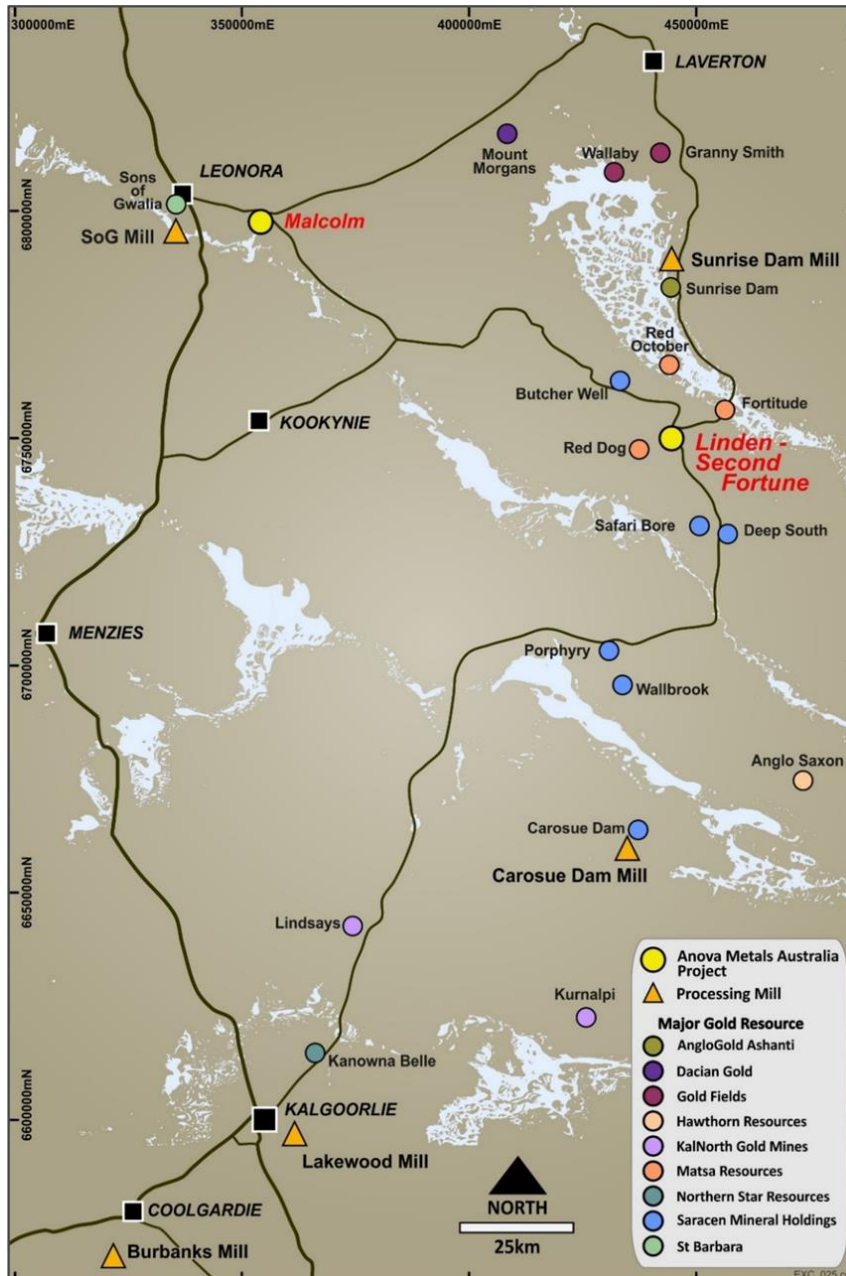 300000mE
350000mE
400000mE
450000mE
LAVERTON
Mount
Morgans
Wallaby
Granny Smith
LEONORA
Sons
of
Gwalia
6800000mN
Malcolm
SoG Mill
Sunrise Dam Mill
Sunrise Dam
Red
October
Butcher Well
Fortitude
KOOKYNIE
6750000mN
Red Dog
Linden -
Second
Fortune
Safari Bore
Deep South
MENZIES
Porphyry
6700000mN
Wallbrook
Anglo Saxon
Carosue Dam
Carosue Dam Mill
6650000mN
Lindsays
Kurnalpi
Kanowna Belle
KALGOORLIE
6600000mN
Lakewood Mill
COOLGARDIE
Burbanks Mill
NORTH
25km
Anova Metals Australia
Project
Processing Mill
Major Gold Resource
AngloGold Ashanti
Dacian Gold
Gold Fields
Hawthorn Resources
KalNorth Gold Mines
Matsa Resources
Northern Star Resources
Saracen Mineral Holdings
St Barbara